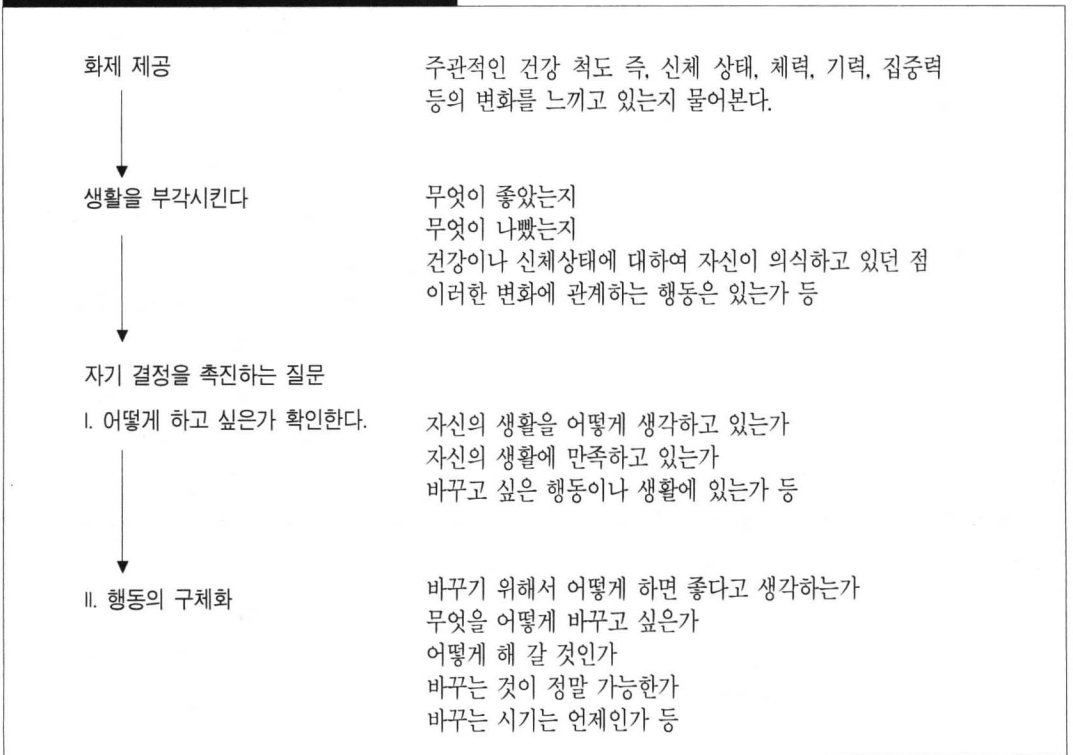 화제 제공
주관적인 건강 척도 즉, 신체 상태, 체력, 기력, 집중력
등의 변화를 느끼고 있는지 물어본다.
생활을 부각시킨다
무엇이 좋았는지
무엇이 나빴는지
건강이나 신체상태에 대하여 자신이 의식하고 있던 점
이러한 변화에 관계하는 행동은 있는가 등
자기 결정을 촉진하는 질문
Ⅰ. 어떻게 하고 싶은가 확인한다.
자신의 생활을 어떻게 생각하고 있는가
자신의 생활에 만족하고 있는가
바꾸고 싶은 행동이나 생활에 있는가 등
Ⅱ. 행동의 구체화
바꾸기 위해서 어떻게 하면 좋다고 생각하는가
무엇을 어떻게 바꾸고 싶은가
어떻게 해 갈 것인가
바꾸는 것이 정말 가능한가
바꾸는 시기는 언제인가 등